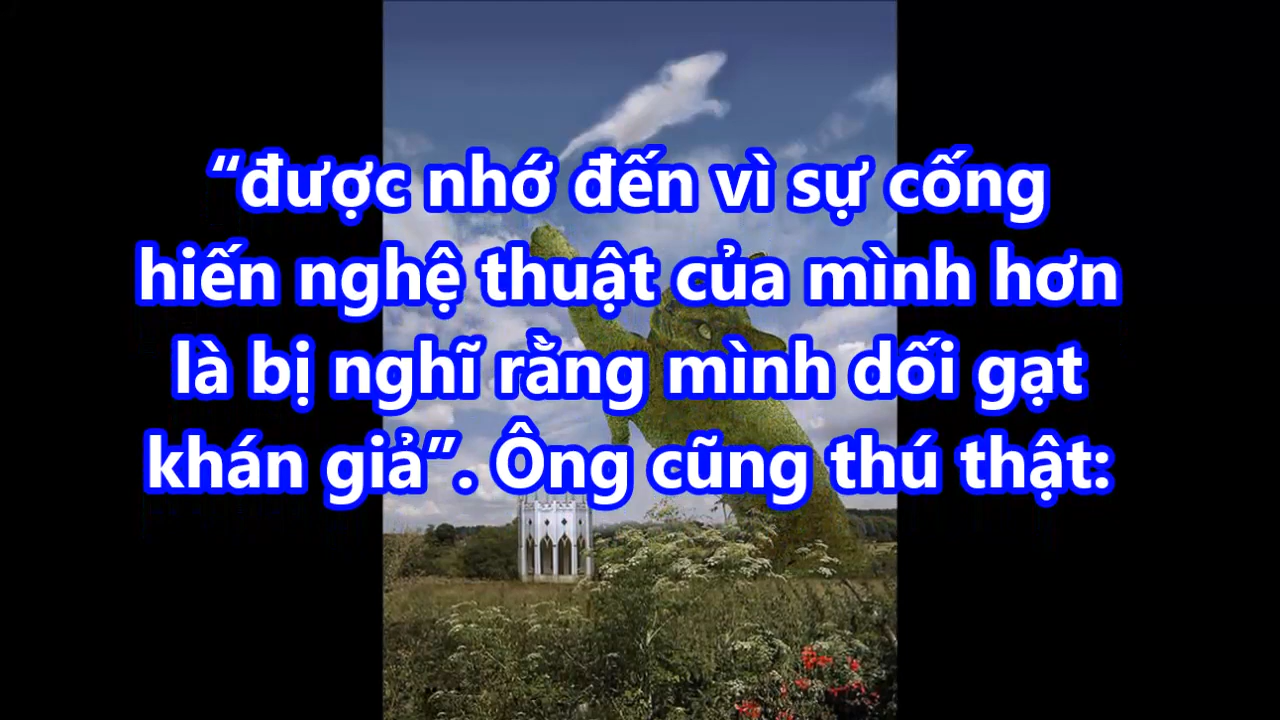 “được nhớ đến vì sự cống
hiến nghệ thuật của mình hơn
là bị nghĩ rằng mình dối gạt
khán giả”. Ông cũng thú thật: